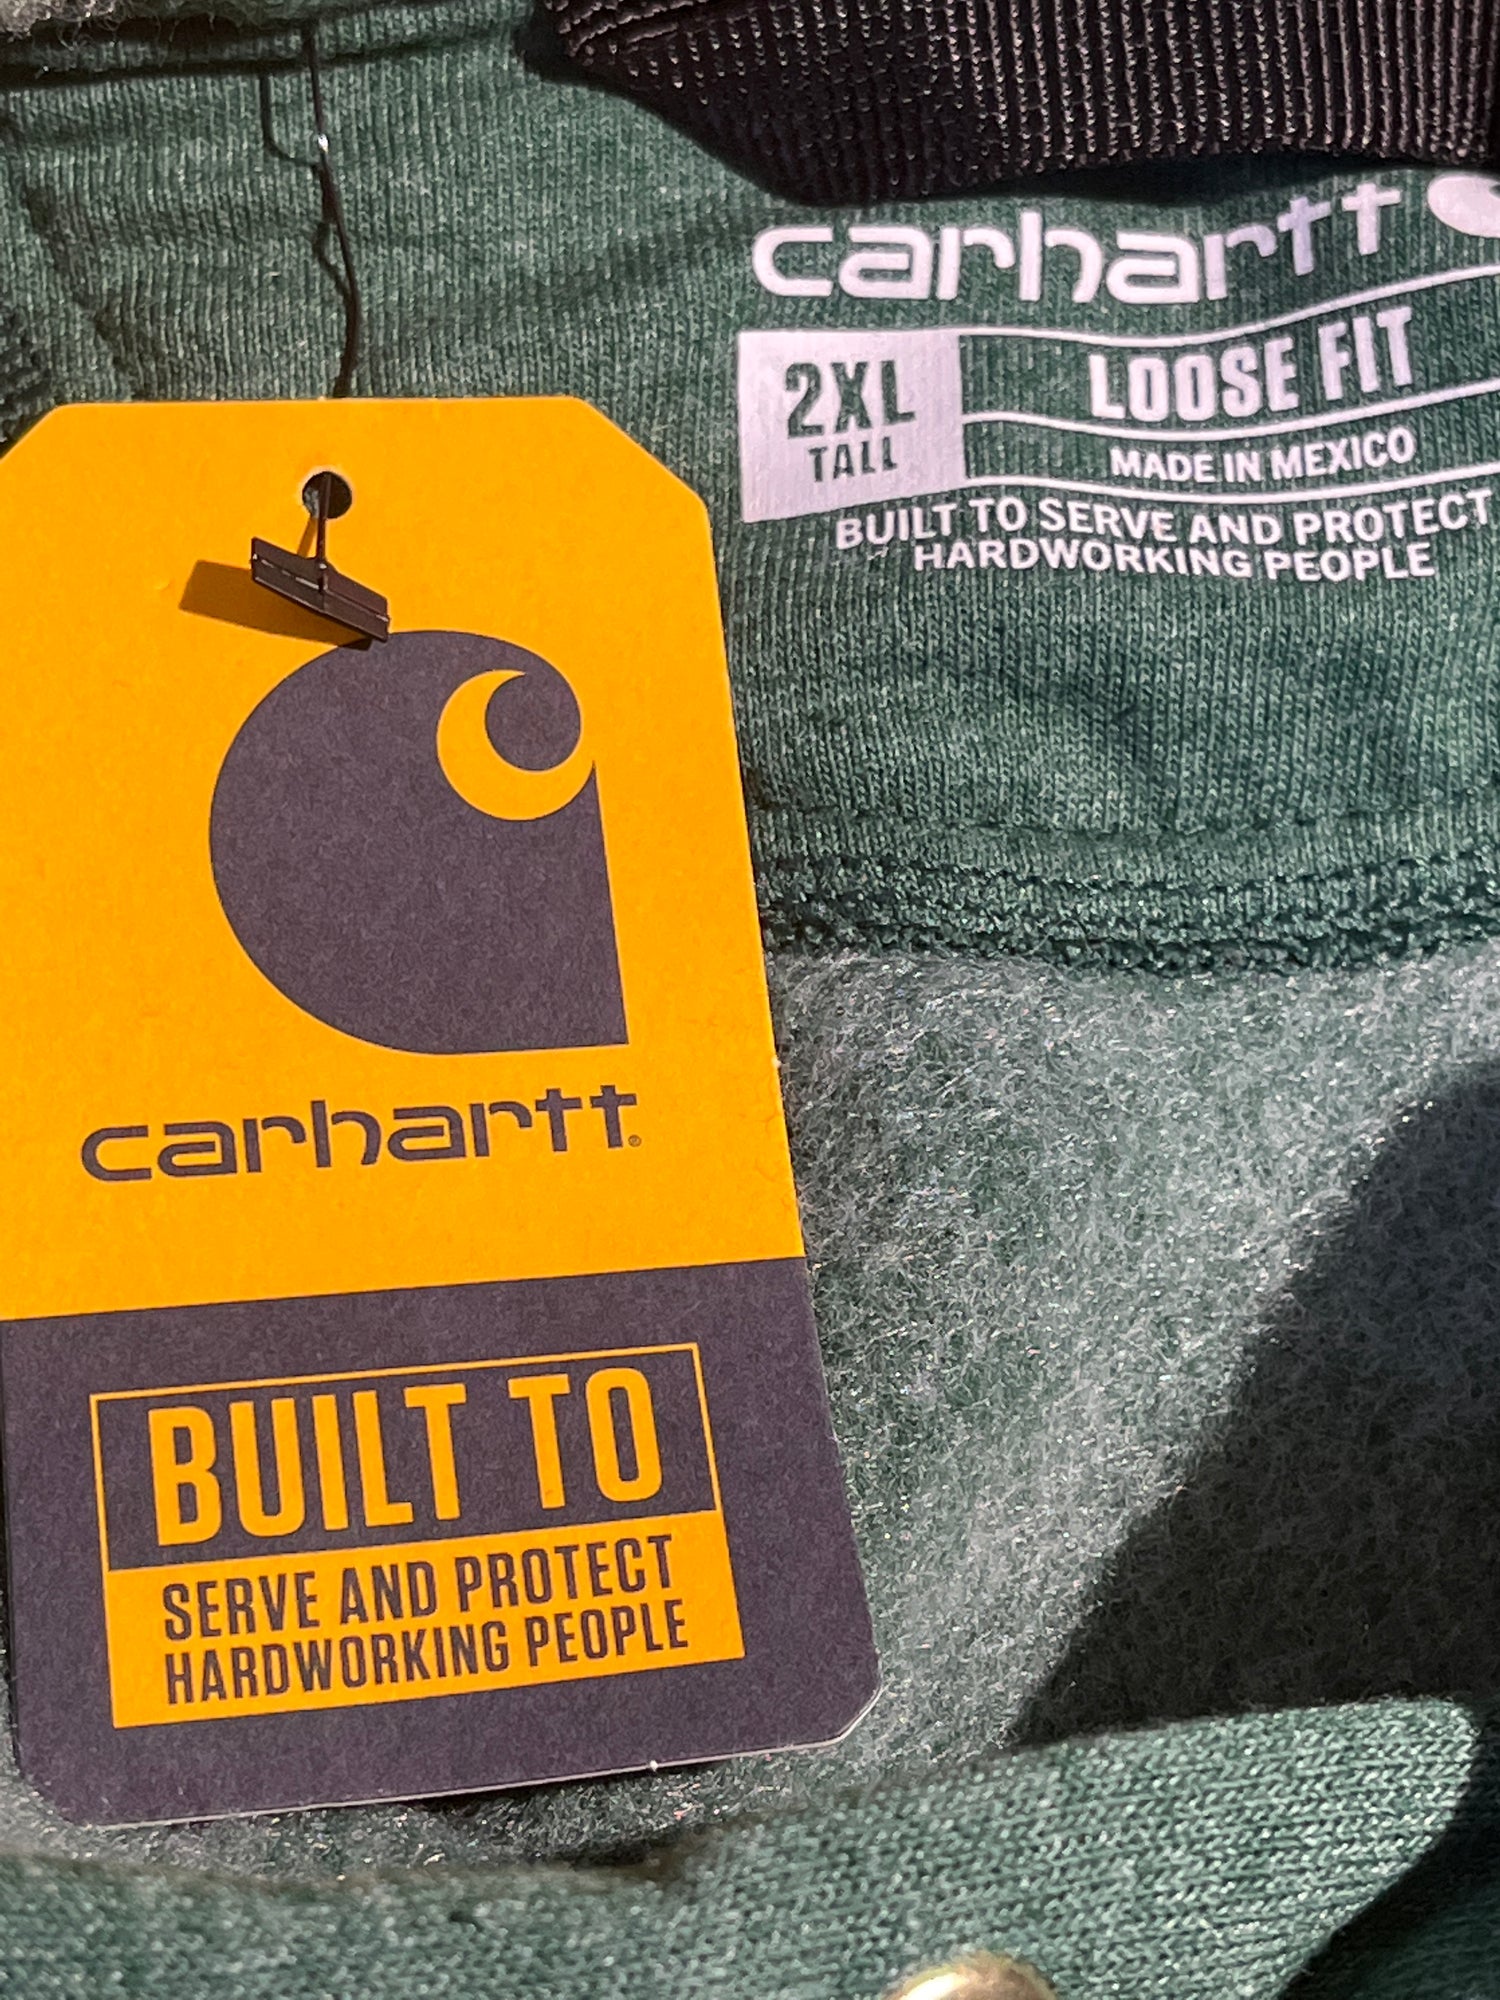 carhartt
2XL
TALL
LOOSE FIT
MADE IN MEXICO
BUILT TO SERVE AND PROTECT
HARDWORKING PEOPLE
carhartt®
BUILT TO
SERVE AND PROTECT
HARDWORKING PEOPLE